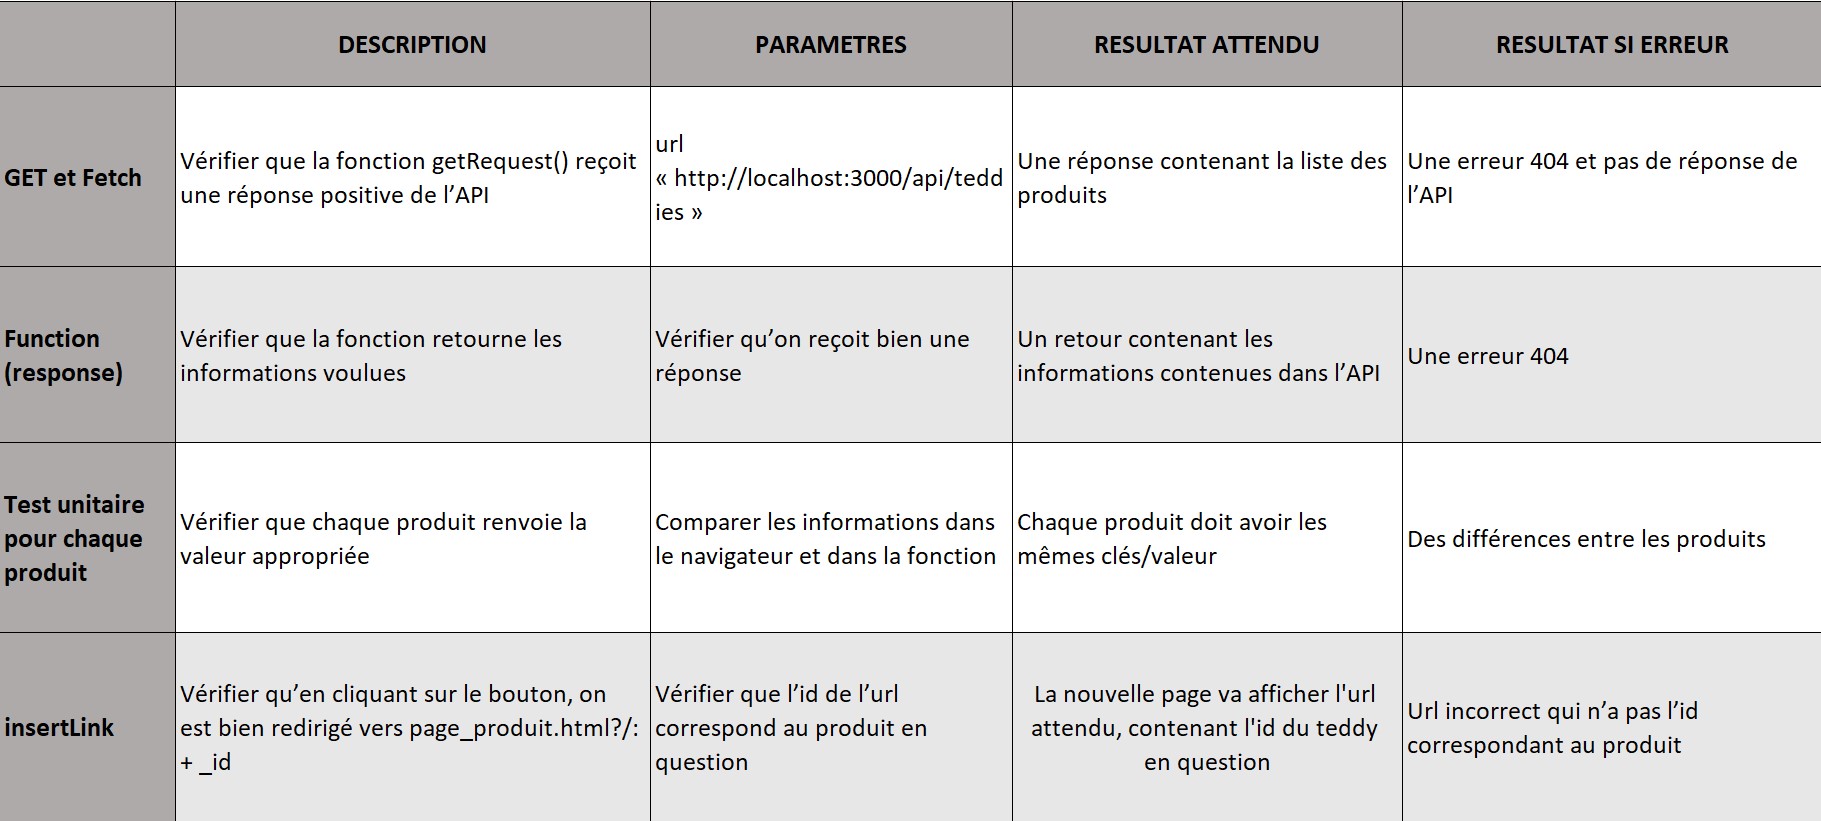 DESCRIPTION
PARAMETRES
RESULTAT ATTENDU
RESULTAT SI ERREUR
GET et Fetch
Vérifier que la fonction getRequest() reçoit
une réponse positive de l’API
url
« http://localhost:3000/api/tedd
ies »
Une réponse contenant la liste des
produits
Une erreur 404 et pas de réponse de
l’API
Function
(response)
Vérifier que la fonction retourne les
informations voulues
Vérifier qu’on reçoit bien une
réponse
Un retour contenant les
informations contenues dans l’API
Une erreur 404
Test unitaire
pour chaque
produit
Vérifier que chaque produit renvoie la
valeur appropriée
Comparer les informations dans
le navigateur et dans la fonction
Chaque produit doit avoir les
mêmes clés/valeur
Des différences entre les produits
insertLink
Vérifier qu’en cliquant sur le bouton, on
est bien redirigé vers page_produit.html?/:
+ _id
Vérifier que l’id de l’url
correspond au produit en
question
La nouvelle page va afficher l'url
attendu, contenant l'id du teddy
en question
Url incorrect qui n’a pas l’id
correspondant au produit